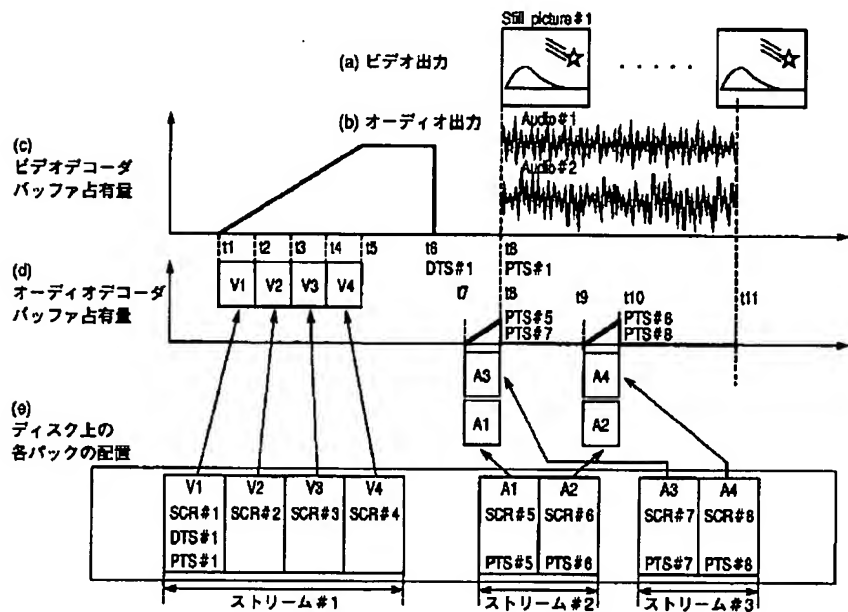 Still picture#1
(a) ビデオ出力
(b) オーディオ出力
Audio#1
Audio#2
(c)
ビデオデコーダ
バッファ占有量
t1 t2 t3 t4 t5 t6 t8
DTS#1 PTS#1
V1 V2 V3 V4
(d)
オーディオデコーダ
バッファ占有量
t7 t8 t9 t10 t11
PTS#5 PTS#6
PTS#7 PTS#8
A3 A4
A1 A2
(e)
ディスク上の
各パックの配置
V1 V2 V3 V4 A1 A2 A3 A4
SCR#1 SCR#2 SCR#3 SCR#4 SCR#5 SCR#6 SCR#7 SCR#8
DTS#1
PTS#1 PTS#5 PTS#6 PTS#7 PTS#8
ストリーム#1 ストリーム#2 ストリーム#3